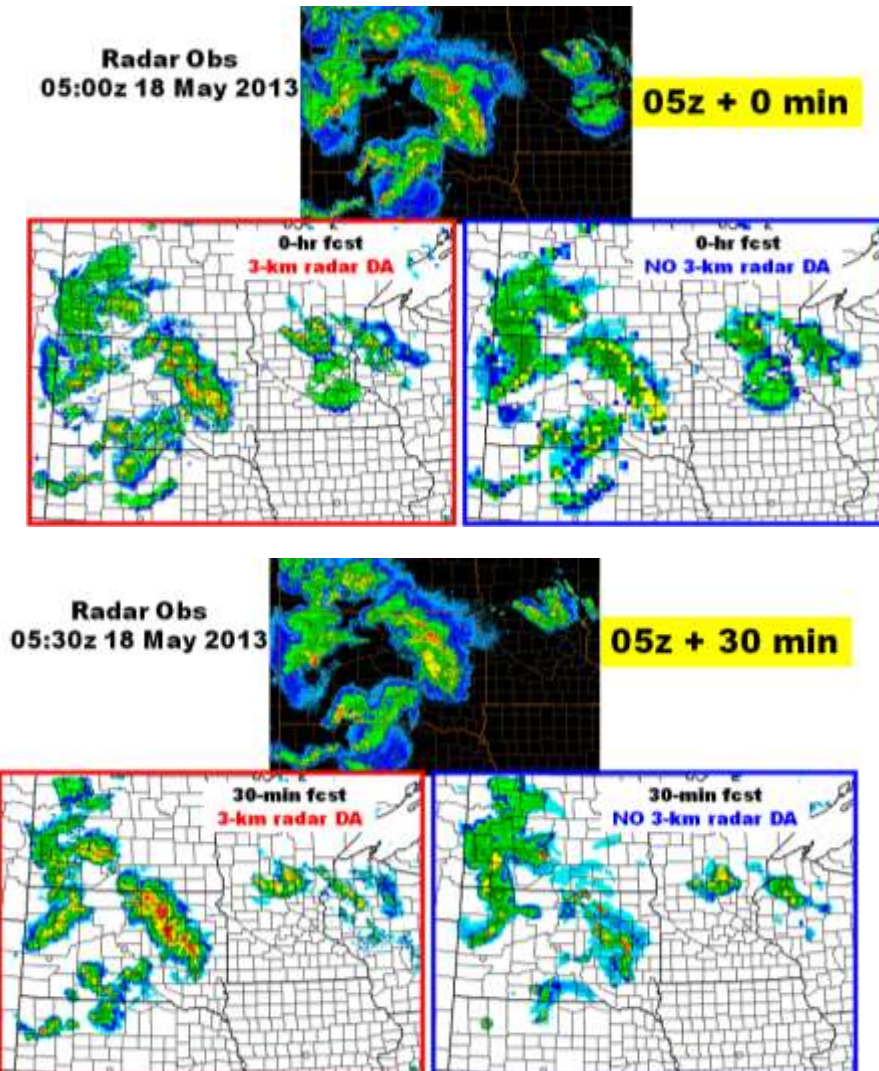 Radar Obs
05:00z 18 May 2013
05z + 0 min
0-hr fcst
3-km radar DA
0-hr fcst
NO 3-km radar DA
Radar Obs
05:30z 18 May 2013
05z + 30 min
30-min fcst
3-km radar DA
30-min fcst
NO 3-km radar DA